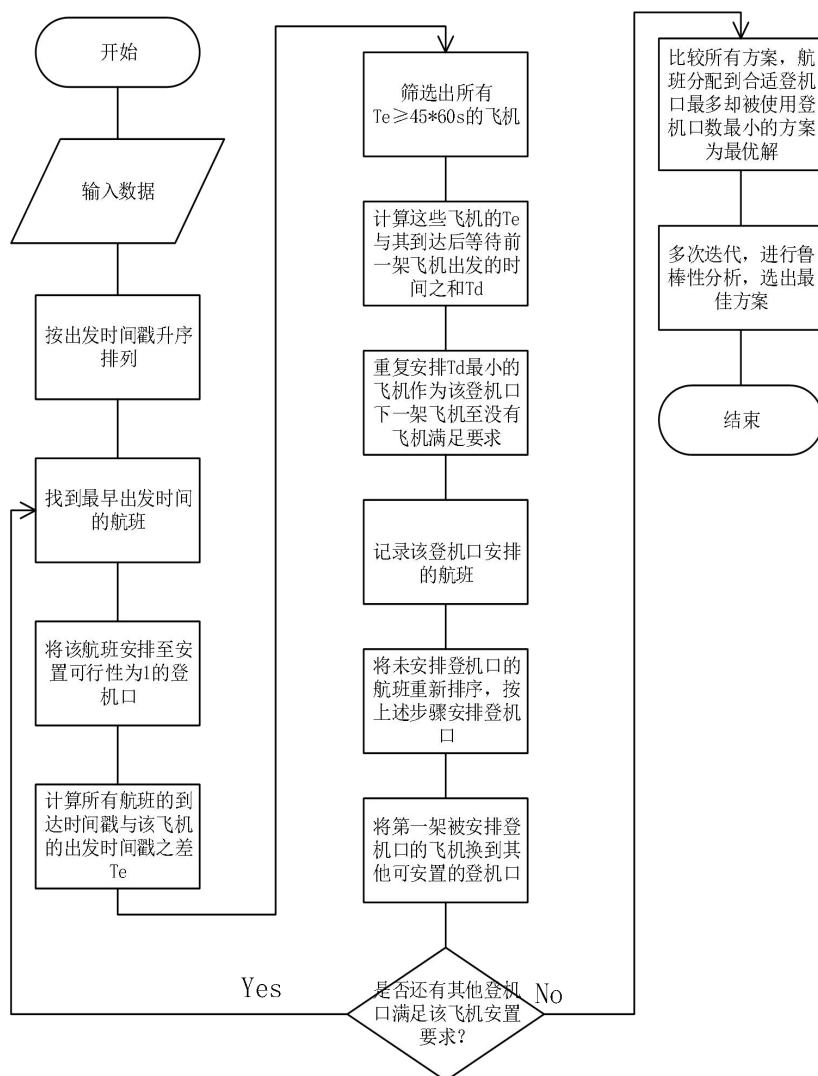 开始
输入数据
按出发时间戳升序
排列
找到最早出发时间
的航班
将该航班安排至安
置可行性为1的登
机口
计算所有航班的到
达时间戳与该飞机
的出发时间戳之差
Te
筛选出所有
Te≥45*60s的飞机
计算这些飞机的Te
与其到达后等待前
一架飞机出发的时
间之和Td
重复安排Td最小的
飞机作为该登机口
下一架飞机至没有
飞机满足要求
记录该登机口安排
的航班
将未安排登机口的
航班重新排序，按
上述步骤安排登机
口
将第一架被安排登
机口的飞机换到其
他可安置的登机口
是否还有其他登机
口满足该飞机安置
要求?
Yes
No
比较所有方案，航
班分配到合适登机
口最多却被使用登
机口数最小的方案
为最优解
多次迭代，进行鲁
棒性分析，选出最
佳方案
结束